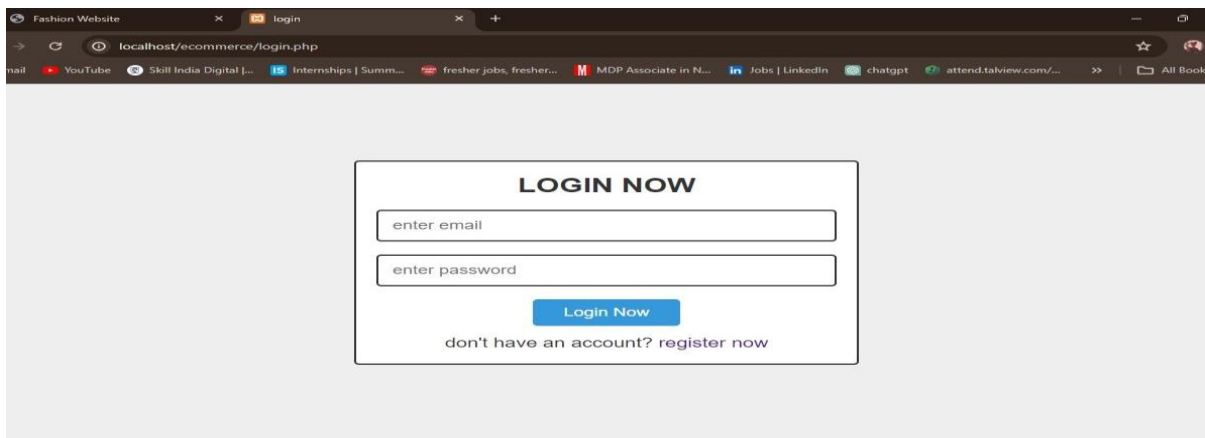 Fashion Website login
localhost/ecommerce/login.php
mail YouTube Skill India Digital |... Internships | Summ... fresher jobs, fresher... MDP Associate in N... in Jobs | LinkedIn chatgpt attend.talview.com/... » All Book
LOGIN NOW
enter email
enter password
Login Now
don't have an account? register now